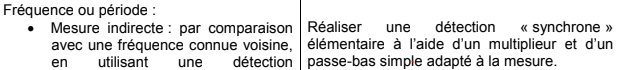 Fréquence ou période :
• Mesure indirecte : par comparaison
avec une fréquence connue voisine,
en utilisant une détection
Réaliser une détection « synchrone »
élémentaire à l'aide d'un multiplieur et d'un
passe-bas simple adapté à la mesure.